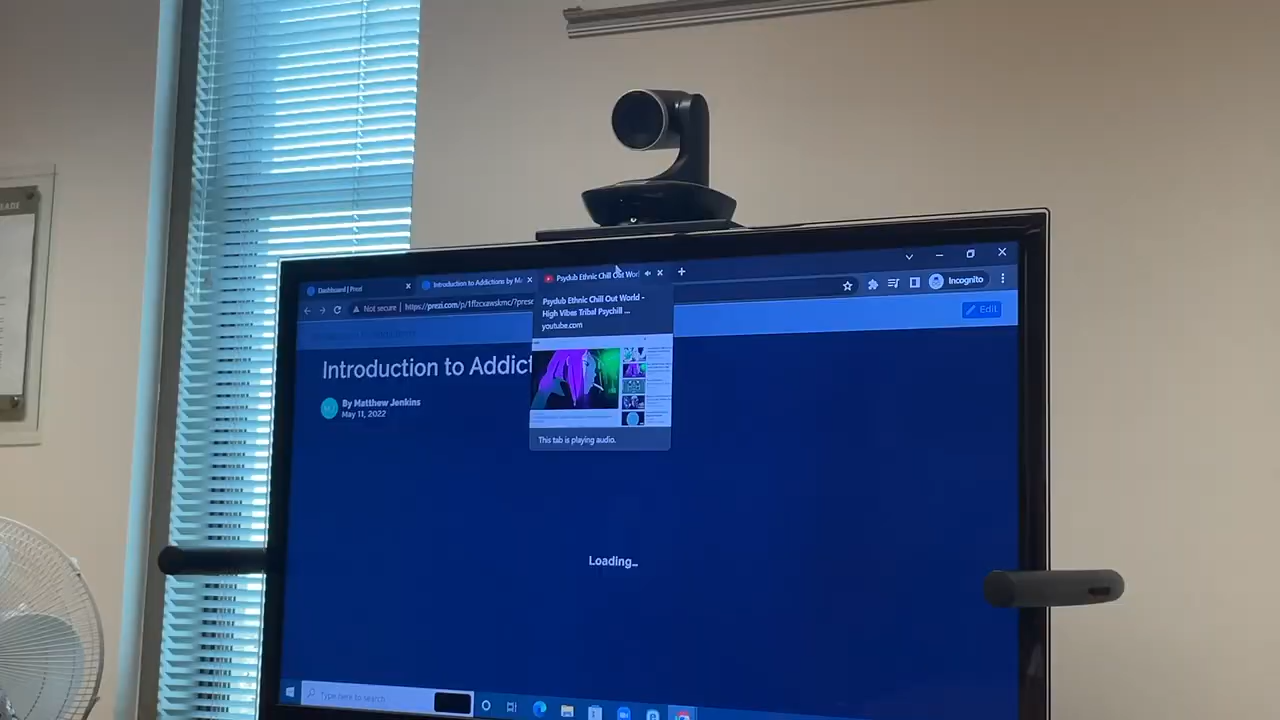 Dashboard | Prezi
Introduction to Addictions by M
Psydub Ethnic Chill Out Worl
Not secure | https://prezi.com/p/1ffzcxawskmc/?prese
Incognito
Psydub Ethnic Chill Out World -
High Vibes Tribal Psychill ...
youtube.com
Edit
Introduction to Addict
MJ
By Matthew Jenkins
May 11, 2022
This tab is playing audio.
Loading...
Type here to search